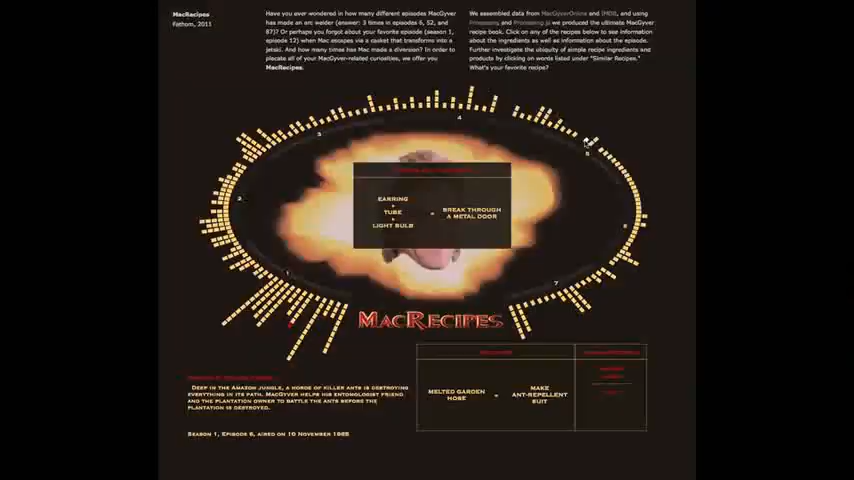 MacRecipes
Fathom, 2011
Have you ever wondered in how many different episodes MacGyver
has made an arc welder (answer: 3 times in episodes 6, 52, and
87)? Or perhaps you forgot about your favorite episode (season 1,
episode 12) when Mac escapes via a casket that transforms into a
jetski. And how many times has Mac made a diversion? In order to
placate all of your MacGyver-related curiosities, we offer you
MacRecipes.
We assembled data from MacGyverOnline and IMDB, and using
Processing and Processing.js we produced the ultimate MacGyver
recipe book. Click on any of the recipes below to see information
about the ingredients as well as information about the episode.
Further investigate the ubiquity of simple recipe ingredients and
products by clicking on words listed under "Similar Recipes."
What's your favorite recipe?
4
3
5
2
6
1
7
EARRING
+
TUBE
+
LIGHT BULB
=
BREAK THROUGH
A METAL DOOR
MACRECIPES
DEEP IN THE AMAZON JUNGLE, A HORDE OF KILLER ANTS IS DESTROYING
EVERYTHING IN ITS PATH. MACGYVER HELPS HIS ENTOMOLOGIST FRIEND
AND THE PLANTATION OWNER TO BATTLE THE ANTS BEFORE THE
PLANTATION IS DESTROYED.
SEASON 1, EPISODE 6, AIRED ON 10 NOVEMBER 1985
MELTED GARDEN
HOSE
=
MAKE
ANT-REPELLENT
SUIT